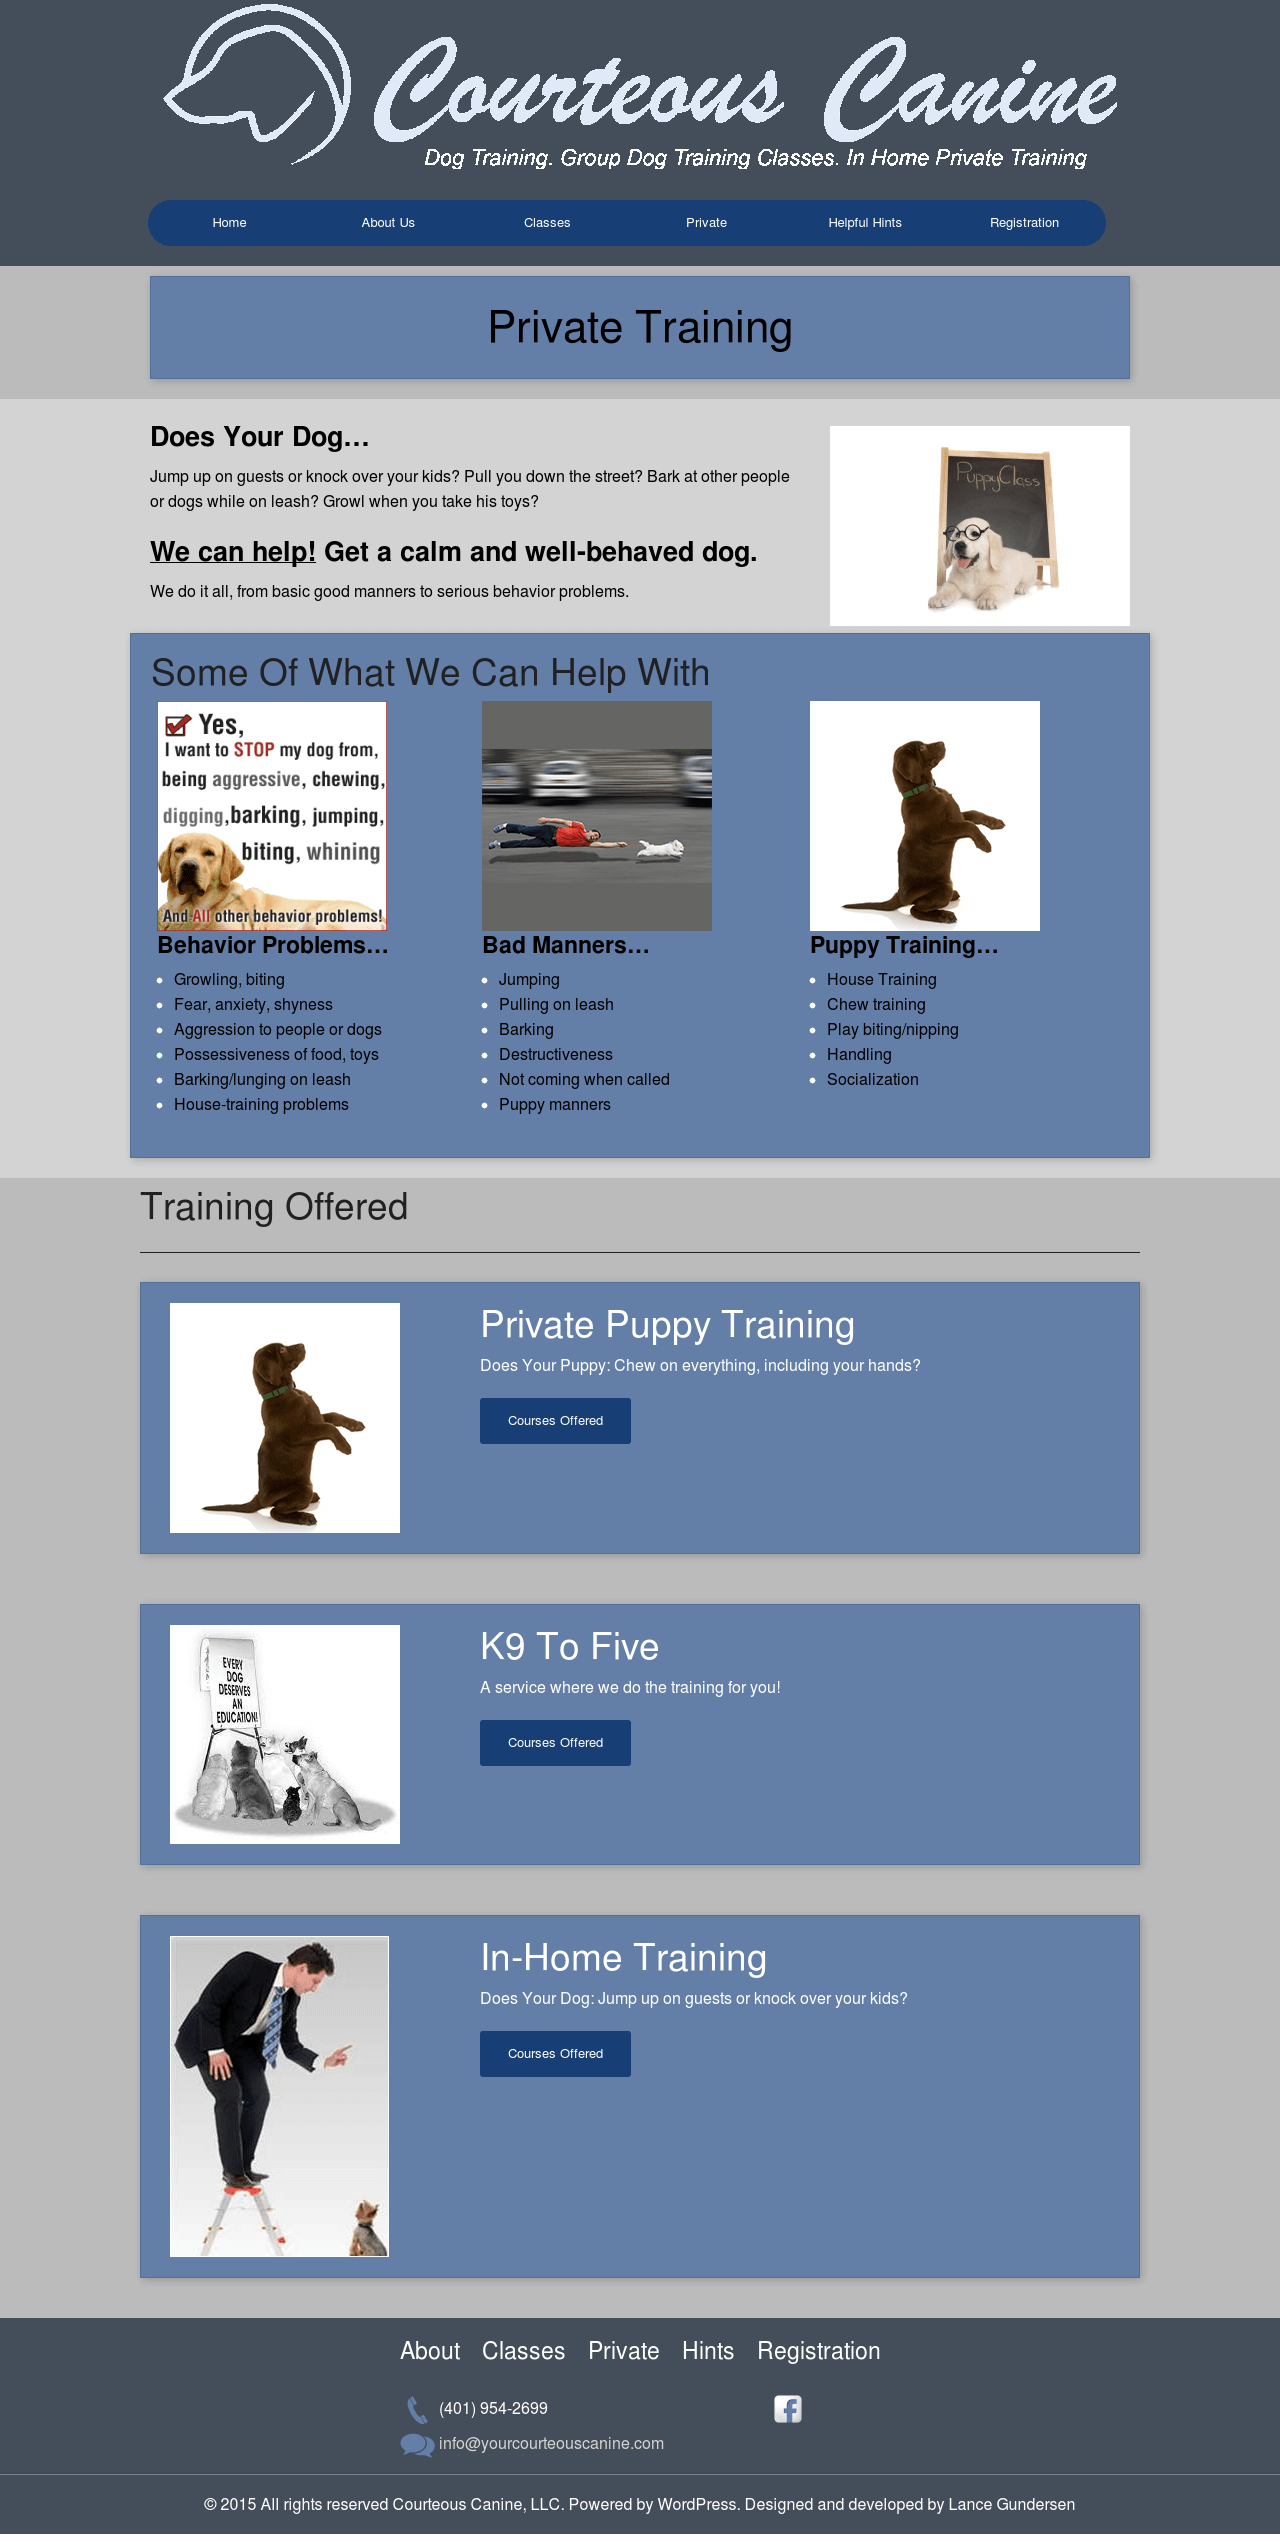 Courteous Canine
Dog Training. Group Dog Training Classes. In Home Private Training
Home About Us Classes Private Helpful Hints Registration
Private Training
Does Your Dog…
Jump up on guests or knock over your kids? Pull you down the street? Bark at other people
or dogs while on leash? Growl when you take his toys?
We can help! Get a calm and well-behaved dog.
We do it all, from basic good manners to serious behavior problems.
PuppyClass
Some Of What We Can Help With
Yes,
I want to STOP my dog from,
being aggressive, chewing,
digging, barking, jumping,
biting, whining
And All other behavior problems!
Behavior Problems…
Growling, biting
Fear, anxiety, shyness
Aggression to people or dogs
Possessiveness of food, toys
Barking/lunging on leash
House-training problems
Bad Manners…
Jumping
Pulling on leash
Barking
Destructiveness
Not coming when called
Puppy manners
Puppy Training…
House Training
Chew training
Play biting/nipping
Handling
Socialization
Training Offered
Private Puppy Training
Does Your Puppy: Chew on everything, including your hands?
Courses Offered
EVERY
DOG
DESERVES
AN
EDUCATION!
K9 To Five
A service where we do the training for you!
Courses Offered
In-Home Training
Does Your Dog: Jump up on guests or knock over your kids?
Courses Offered
About Classes Private Hints Registration
(401) 954-2699
info@yourcourteouscanine.com
© 2015 All rights reserved Courteous Canine, LLC. Powered by WordPress. Designed and developed by Lance Gundersen